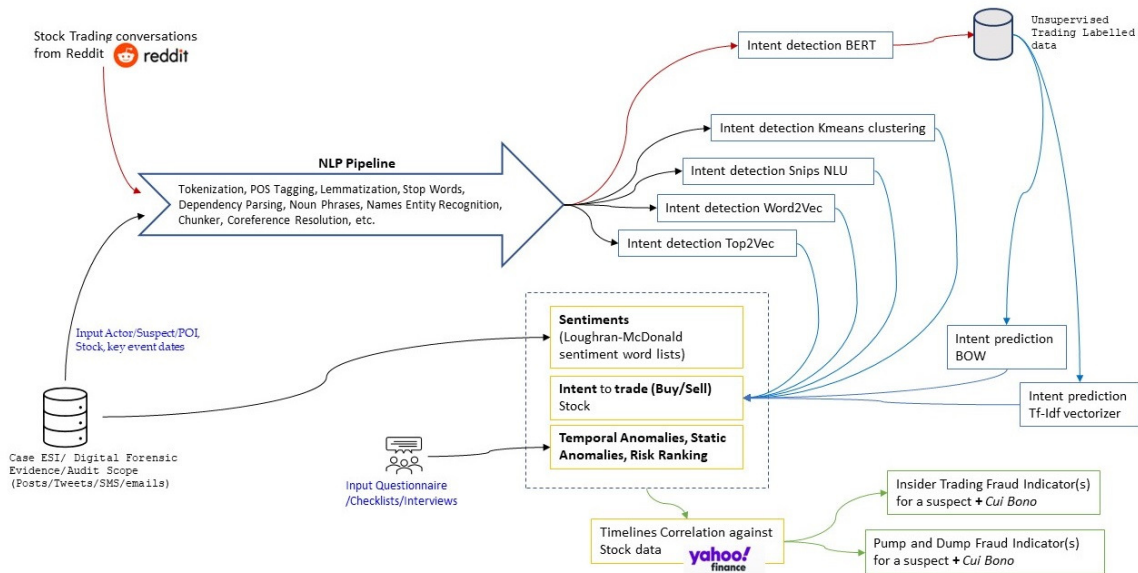 Stock Trading conversations
from Reddit reddit
Unsupervised
Trading Labelled
data
Intent detection BERT
Intent detection Kmeans clustering
NLP Pipeline
Tokenization, POS Tagging, Lemmatization, Stop Words,
Dependency Parsing, Noun Phrases, Names Entity Recognition,
Chunker, Coreference Resolution, etc.
Intent detection Snips NLU
Intent detection Word2Vec
Intent detection Top2Vec
Input Actor/Suspect/POI,
Stock, key event dates
Sentiments
(Loughran-McDonald
sentiment word lists)
Intent prediction
BOW
Intent to trade (Buy/Sell)
Stock
Intent prediction
Tf-Idf vectorizer
Case ESI/ Digital Forensic
Evidence/Audit Scope
(Posts/Tweets/SMS/emails)
Temporal Anomalies, Static
Anomalies, Risk Ranking
Input Questionnaire
/Checklists/Interviews
Insider Trading Fraud Indicator(s)
for a suspect + Cui Bono
Timelines Correlation against
Stock data
yahoo!
finance
Pump and Dump Fraud Indicator(s)
for a suspect + Cui Bono